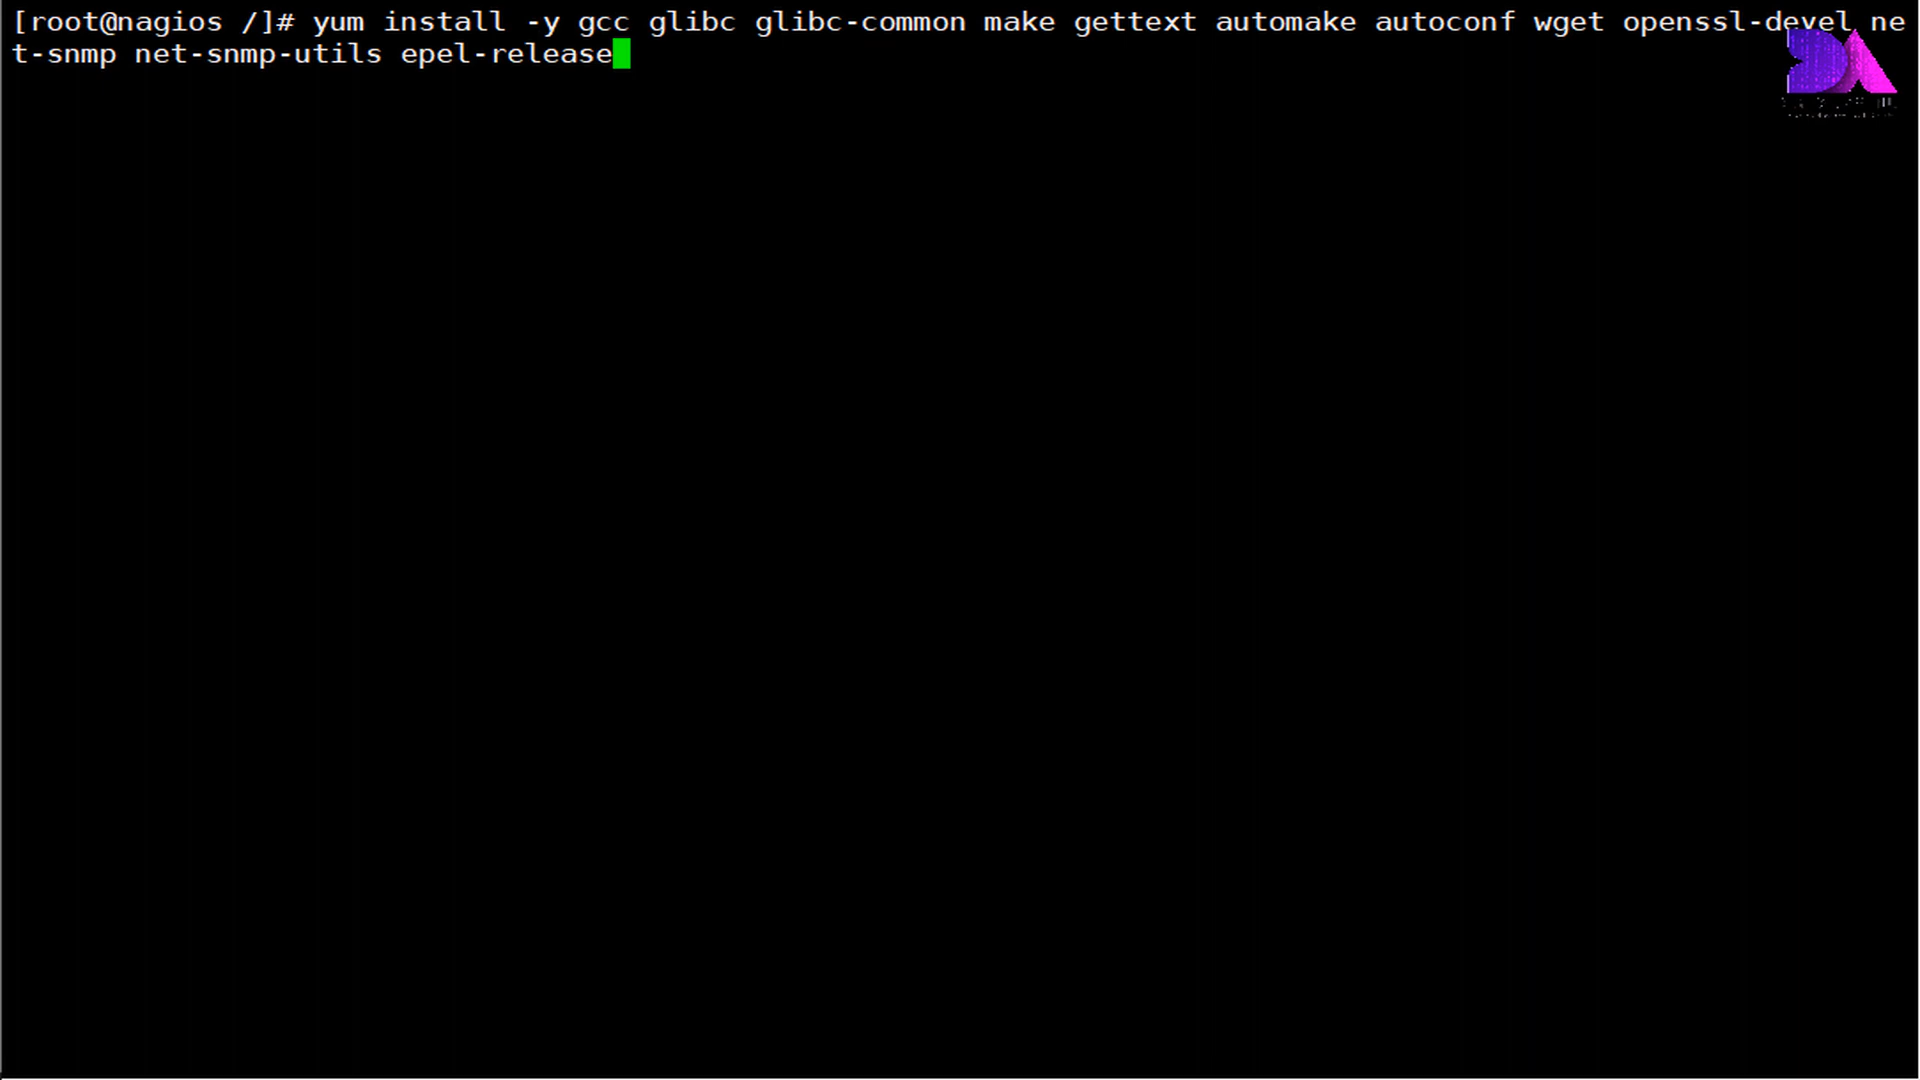 [root@nagios /]# yum install -y gcc glibc glibc-common make gettext automake autoconf wget openssl-devel ne
t-snmp net-snmp-utils epel-release